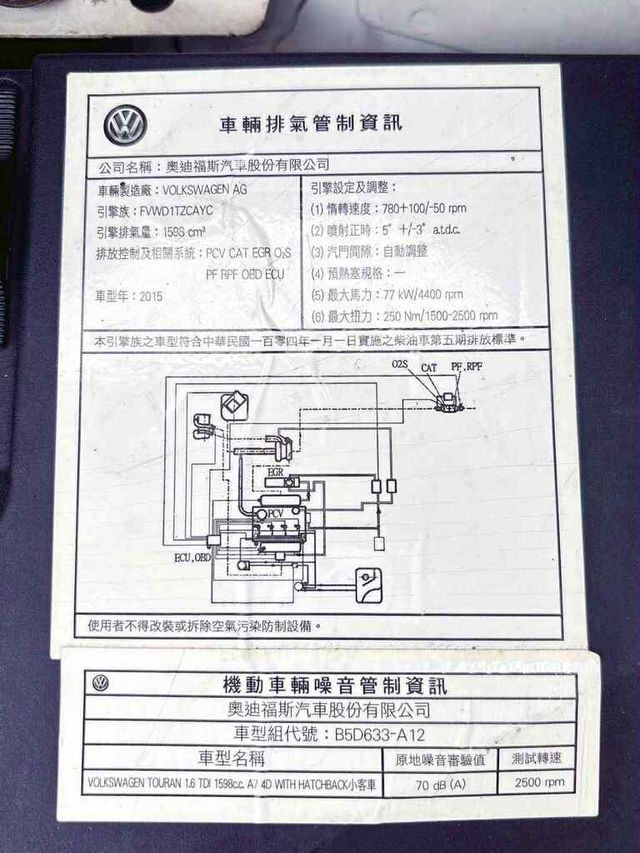 車輛排氣管制資訊
公司名稱：奧迪福斯汽車股份有限公司
車輛製造廠：VOLKSWAGEN AG
引擎族：FVWD1TZCAYC
引擎排氣量：1598 cm³
排放控制及相關系統：PCV CAT EGR O₂S
PF RPF OBD ECU
車型年：2015
引擎設定及調整：
(1) 惰轉速度：780+100/-50 rpm
(2) 噴射正時：5° +/-3° a.t.d.c.
(3) 汽門間隙：自動調整
(4) 預熱塞規格：—
(5) 最大馬力：77 kW/4400 rpm
(6) 最大扭力：250 Nm/1500-2500 rpm
本引擎族之車型符合中華民國一百零四年一月一日實施之柴油車第五期排放標準。
O2S CAT PF,RPF
EGR
PCV
ECU,OBD
使用者不得改裝或拆除空氣污染防制設備。
機動車輛噪音管制資訊
奧迪福斯汽車股份有限公司
車型組代號：B5D633-A12
車型名稱 原地噪音審驗值 測試轉速
VOLKSWAGEN TOURAN 1.6 TDI 1598c.c. A7 4D WITH HATCHBACK小客車 70 dB (A) 2500 rpm